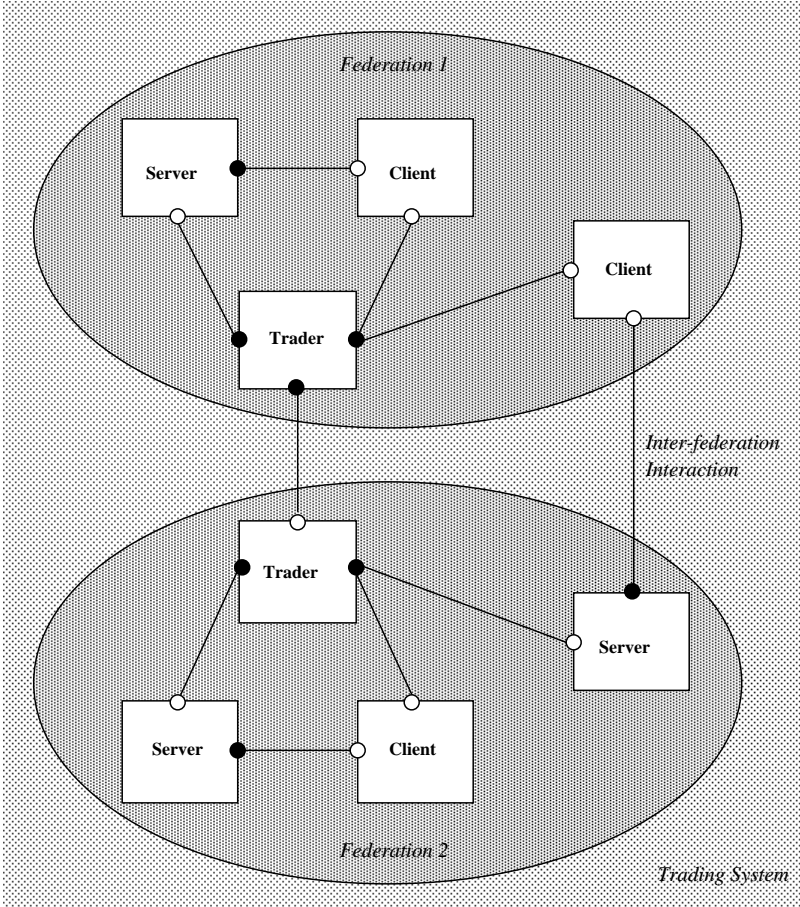 Federation 1
Server
Client
Client
Trader
Inter-federation
Interaction
Trader
Server
Server
Client
Federation 2
Trading System